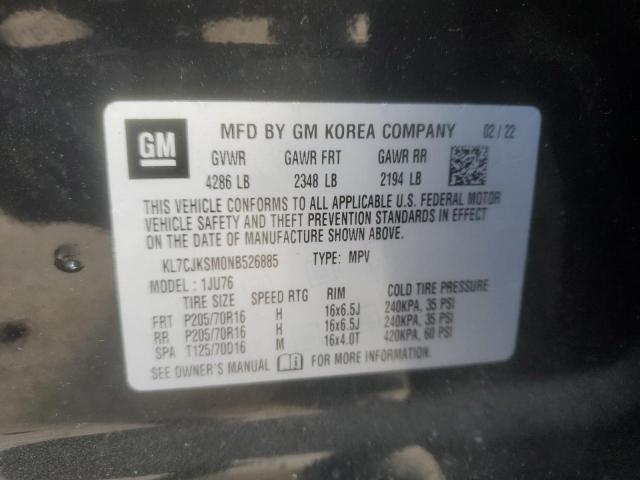 GM MFD BY GM KOREA COMPANY 02 / 22
GVWR GAWR FRT GAWR RR
4286 LB 2348 LB 2194 LB
THIS VEHICLE CONFORMS TO ALL APPLICABLE U.S. FEDERAL MOTOR
VEHICLE SAFETY AND THEFT PREVENTION STANDARDS IN EFFECT
ON THE DATE OF MANUFACTURE SHOWN ABOVE.
KL7CJKSM0NB526885 TYPE: MPV
MODEL : 1JU76
TIRE SIZE SPEED RTG RIM COLD TIRE PRESSURE
FRT P205/70R16 H 16x6.5J 240KPA, 35 PSI
RR P205/70R16 H 16x6.5J 240KPA, 35 PSI
SPA T125/70D16 M 16x4.0T 420KPA, 60 PSI
SEE OWNER'S MANUAL FOR MORE INFORMATION.